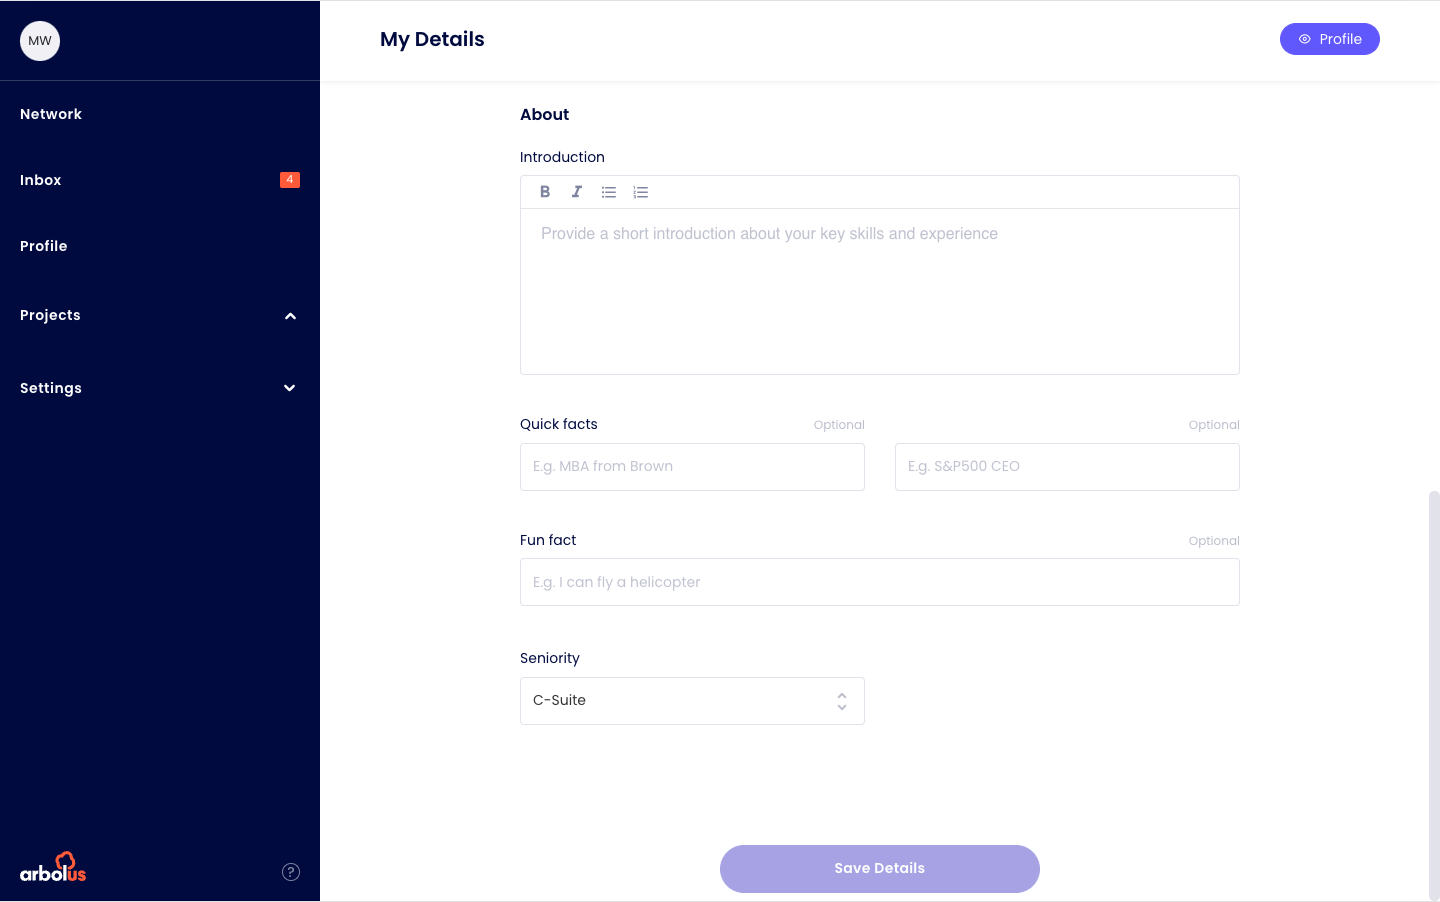 MW
My Details
Profile
Network
Inbox
4
Profile
Projects
Settings
About
Introduction
B I
Provide a short introduction about your key skills and experience
Quick facts Optional Optional
E.g. MBA from Brown E.g. S&P500 CEO
Fun fact Optional
E.g. I can fly a helicopter
Seniority
C-Suite
Save Details
arbolus
?